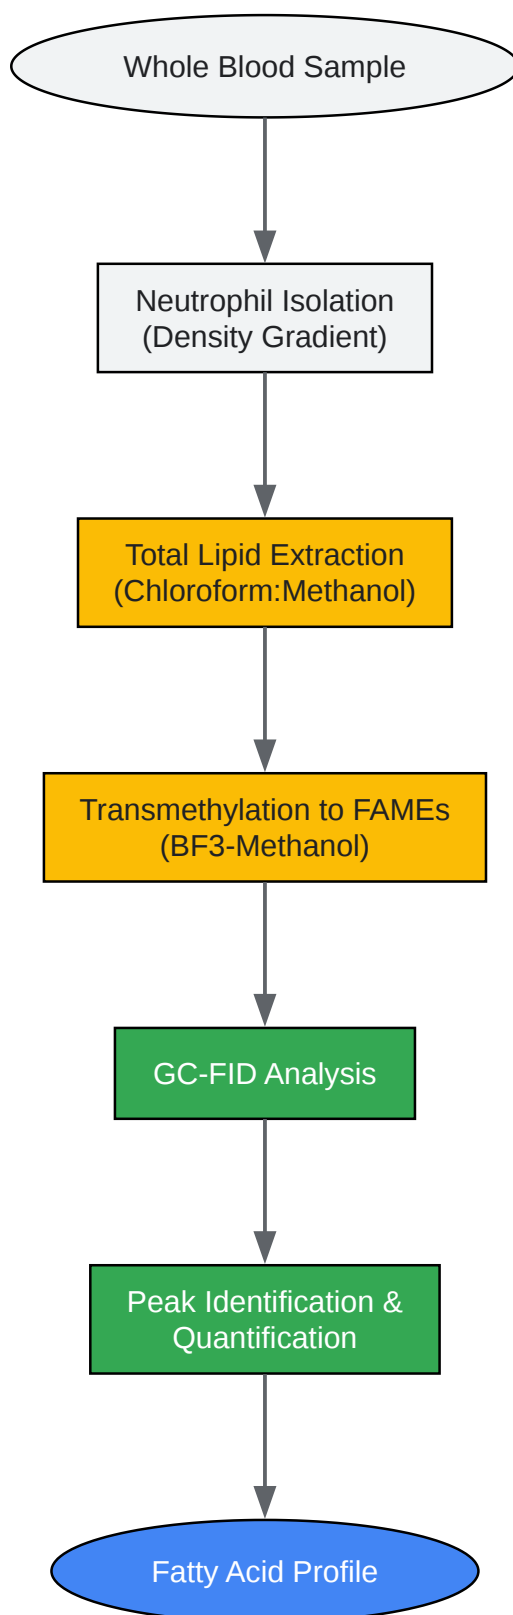 Whole Blood Sample
Neutrophil Isolation
(Density Gradient)
Total Lipid Extraction
(Chloroform:Methanol)
Transmethylation to FAMEs
(BF3-Methanol)
GC-FID Analysis
Peak Identification &
Quantification
Fatty Acid Profile